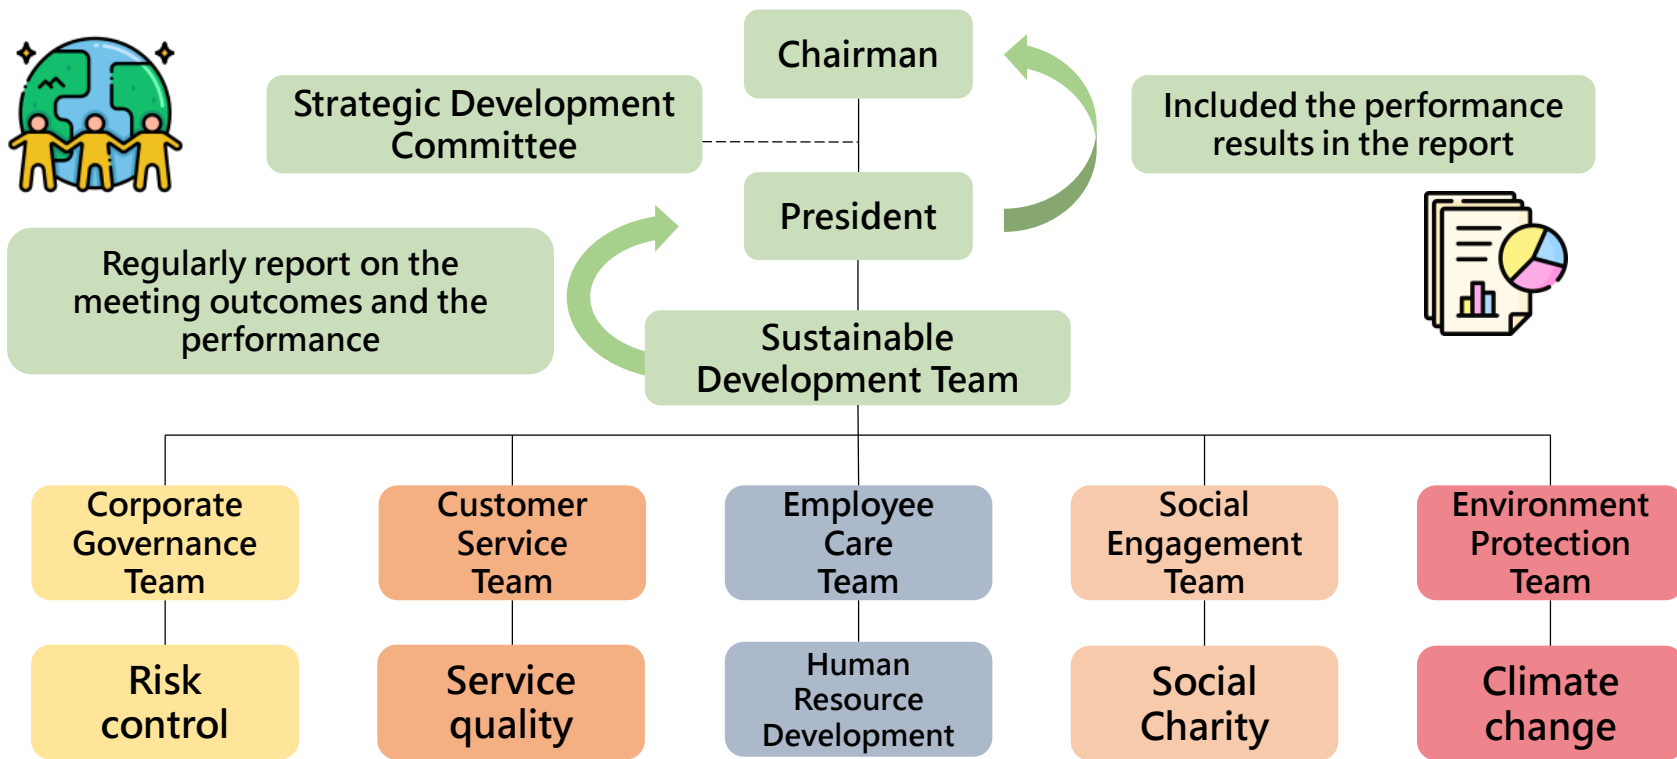 Chairman
Strategic Development
Committee
Included the performance
results in the report
President
Regularly report on the
meeting outcomes and the
performance
Sustainable
Development Team
Corporate
Governance
Team
Customer
Service
Team
Employee
Care
Team
Social
Engagement
Team
Environment
Protection
Team
Risk
control
Service
quality
Human
Resource
Development
Social
Charity
Climate
change